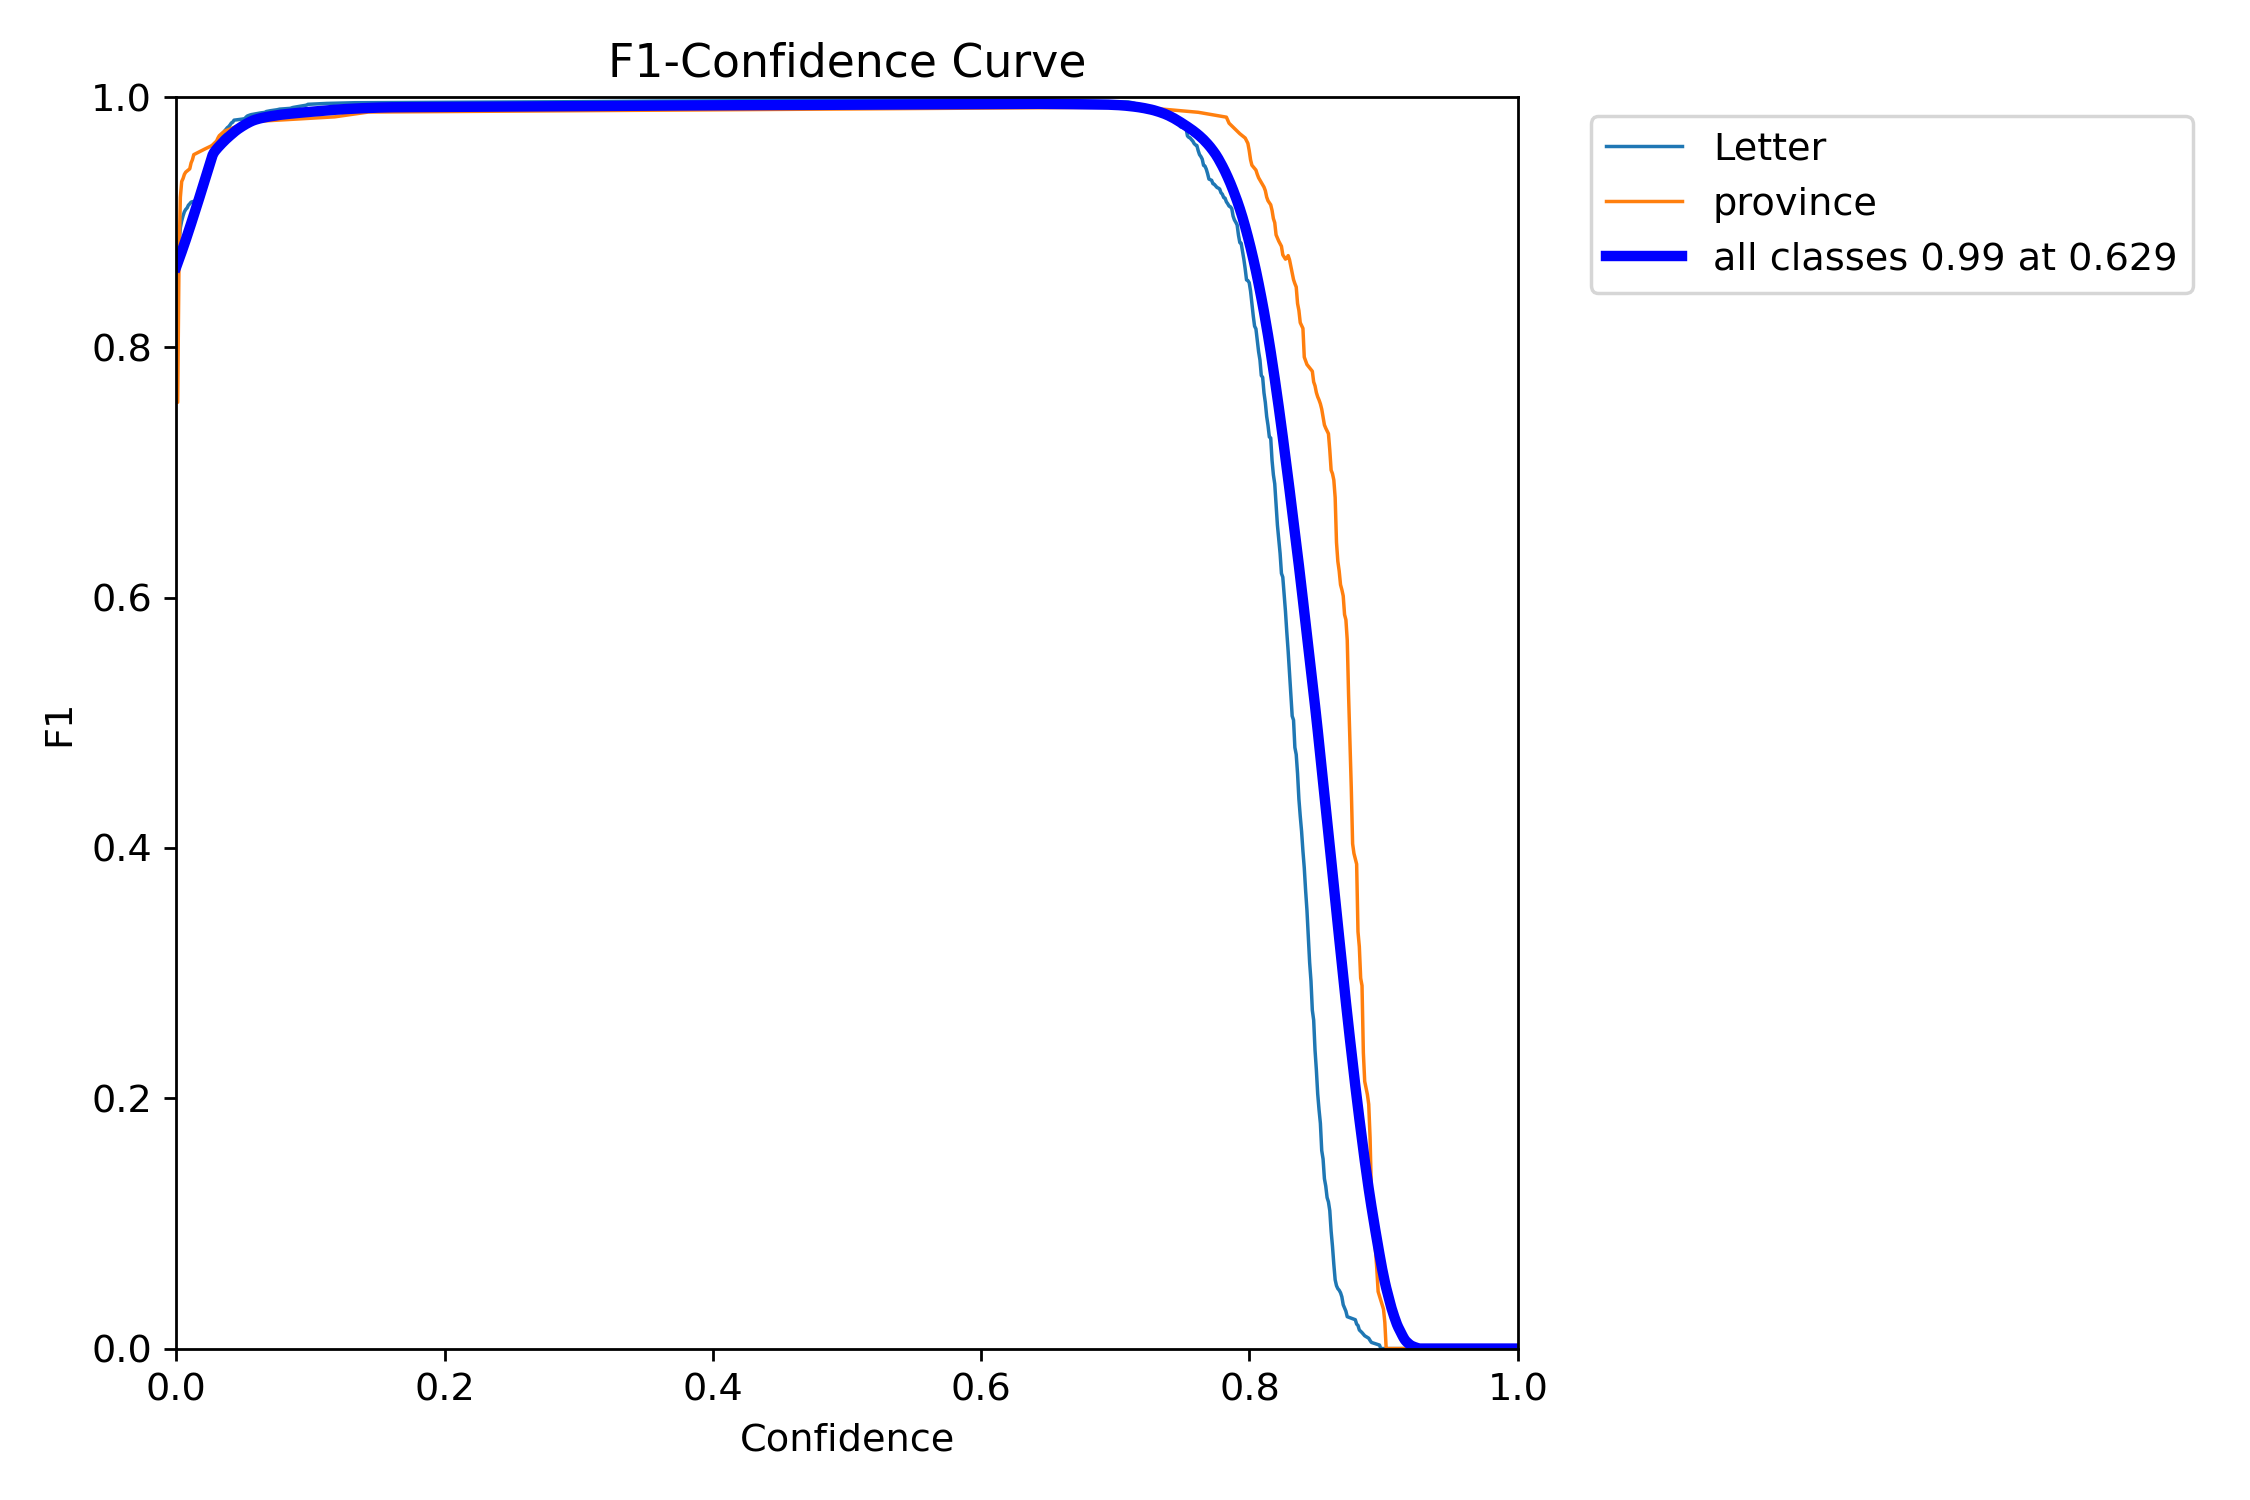 F1-Confidence Curve
1.0
0.8
0.6
0.4
0.2
0.0
F1
0.0 0.2 0.4 0.6 0.8 1.0
Confidence
Letter
province
all classes 0.99 at 0.629